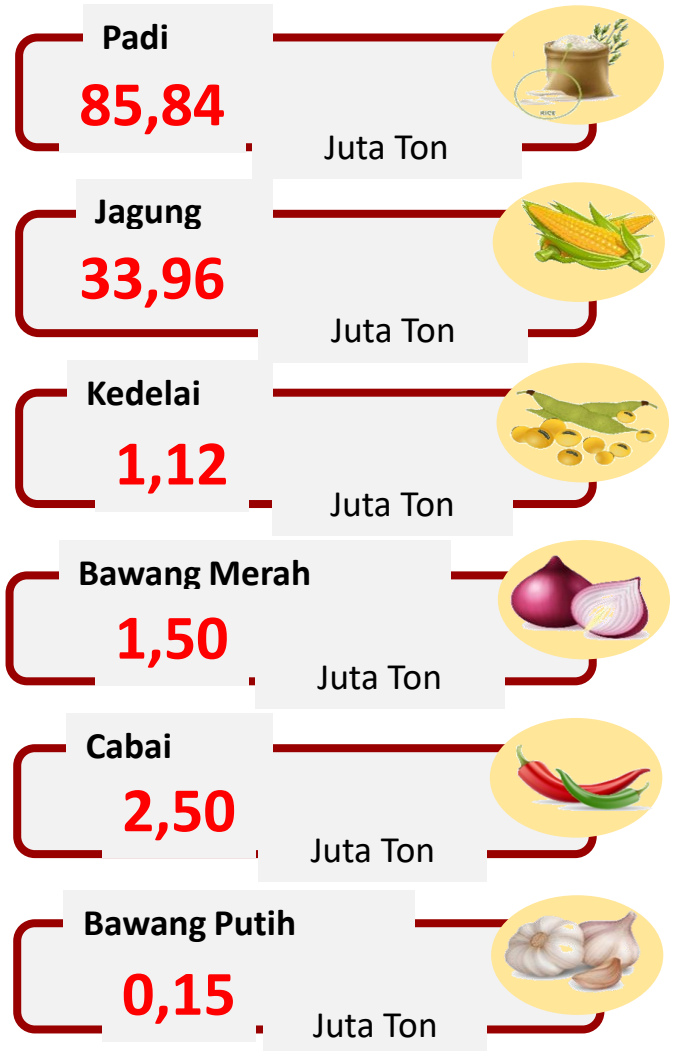 Padi
85,84
Juta Ton
RICE
Jagung
33,96
Juta Ton
Kedelai
1,12
Juta Ton
Bawang Merah
1,50
Juta Ton
Cabai
2,50
Juta Ton
Bawang Putih
0,15
Juta Ton